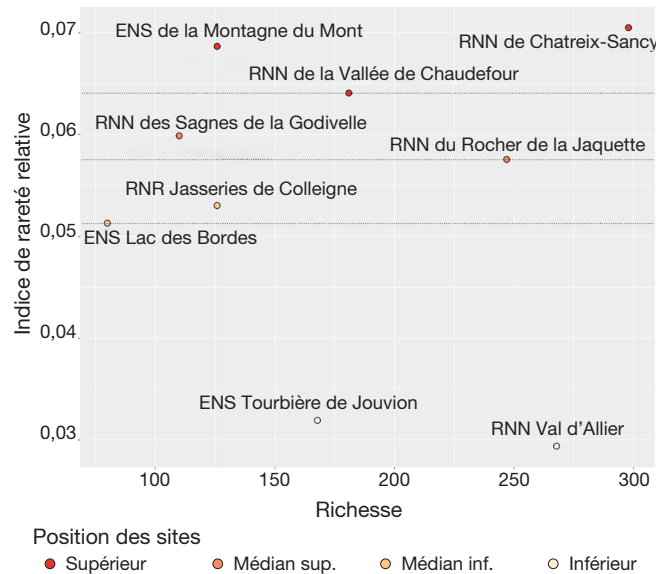 0,07
ENS de la Montagne du Mont
RNN de Chatreix-Sancy
RNN de la Vallée de Chaudefour
RNN des Sagnes de la Godivelle
0,06
RNN du Rocher de la Jaquette
RNR Jasseries de Colleigne
0,05
ENS Lac des Bordes
Indice de rareté relative
0,04
ENS Tourbière de Jouvion
RNN Val d’Allier
0,03
100 150 200 250 300
Richesse
Position des sites
Supérieur Médian sup. Médian inf. Inférieur